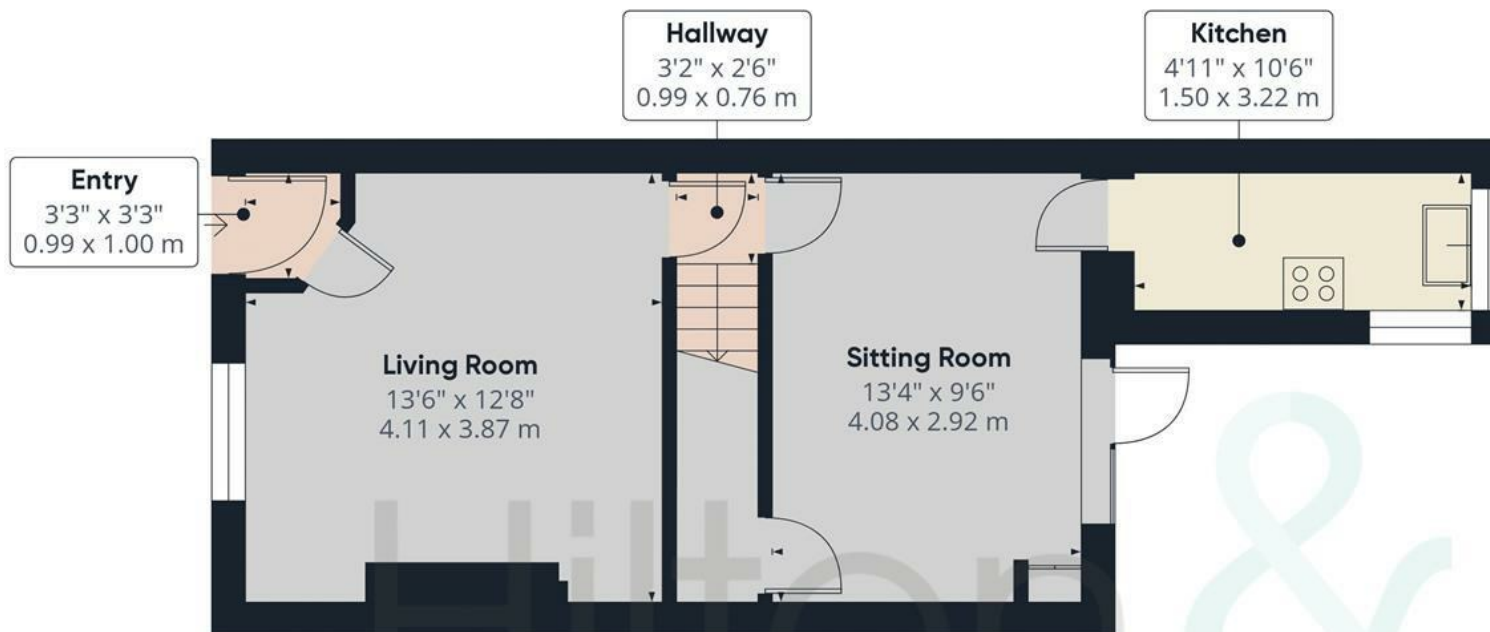 Hallway
3'2" x 2'6"
0.99 x 0.76 m
Kitchen
4'11" x 10'6"
1.50 x 3.22 m
Entry
3'3" x 3'3"
0.99 x 1.00 m
Living Room
13'6" x 12'8"
4.11 x 3.87 m
Sitting Room
13'4" x 9'6"
4.08 x 2.92 m
Hilton &